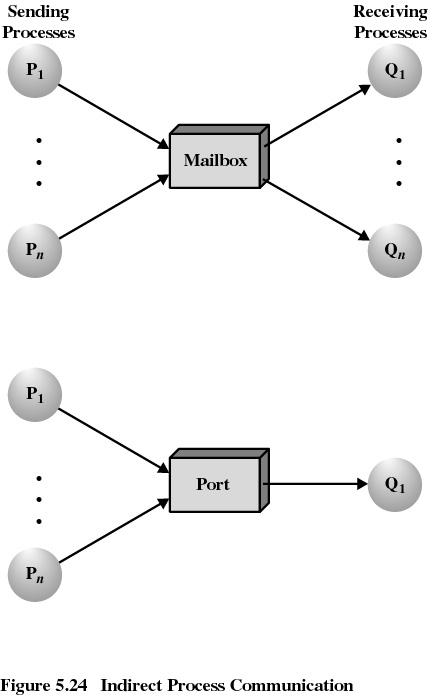 Sending
Processes
Receiving
Processes
P1
Q1
Mailbox
Pn
Qn
P1
Port
Q1
Pn
Figure 5.24 Indirect Process Communication